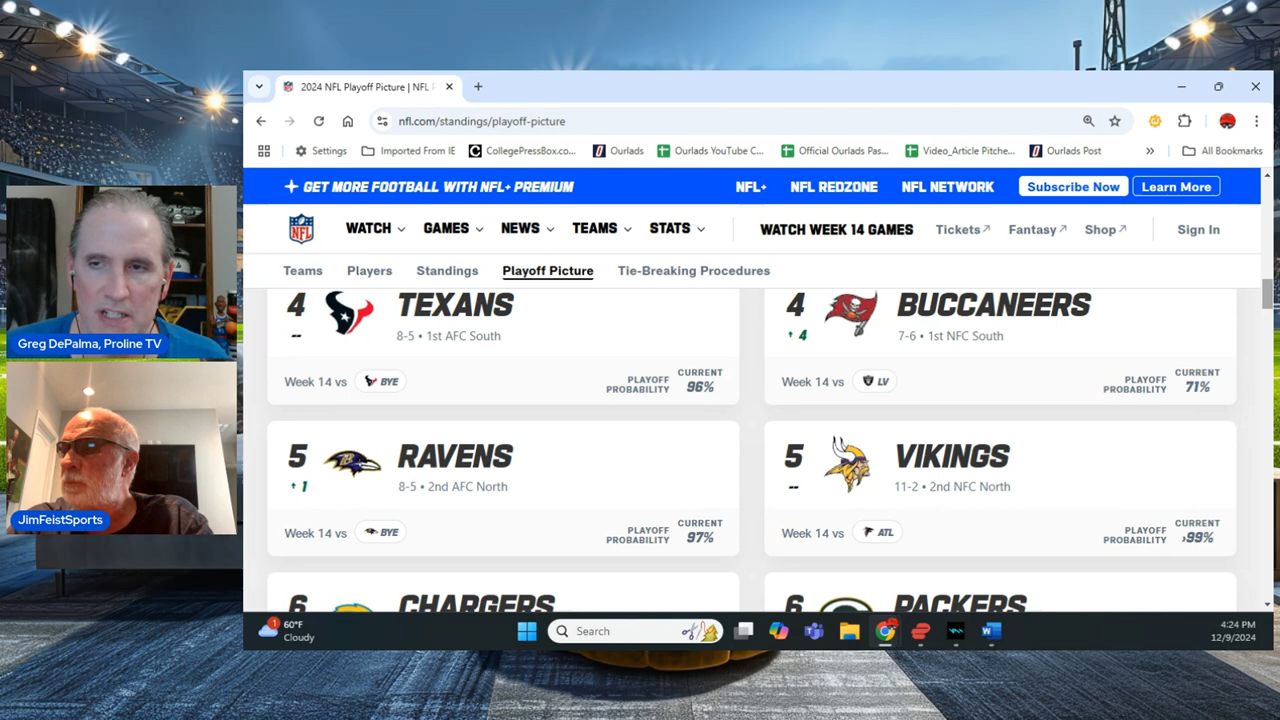 2024 NFL Playoff Picture | NFL
nfl.com/standings/playoff-picture
Settings
Imported From IE
CollegePressBox.co...
Ourlads
Ourlads YouTube C...
Official Ourlads Pas...
Video_Article Pitche...
Ourlads Post
All Bookmarks
GET MORE FOOTBALL WITH NFL+ PREMIUM
NFL+
NFL REDZONE
NFL NETWORK
Subscribe Now
Learn More
NFL
WATCH
GAMES
NEWS
TEAMS
STATS
WATCH WEEK 14 GAMES
Tickets
Fantasy
Shop
Sign In
Teams
Players
Standings
Playoff Picture
Tie-Breaking Procedures
4
--
TEXANS
8-5 • 1st AFC South
Week 14 vs
BYE
PLAYOFF
PROBABILITY
CURRENT
96%
4
↑ 4
BUCCANEERS
7-6 • 1st NFC South
Week 14 vs
LV
PLAYOFF
PROBABILITY
CURRENT
71%
5
↑ 1
RAVENS
8-5 • 2nd AFC North
Week 14 vs
BYE
PLAYOFF
PROBABILITY
CURRENT
97%
5
--
VIKINGS
11-2 • 2nd NFC North
Week 14 vs
ATL
PLAYOFF
PROBABILITY
CURRENT
>99%
6
CHARGERS
6
PACKERS
Greg DePalma, Proline TV
JimFeistSports
1
60°F
Cloudy
Search
4:24 PM
12/9/2024